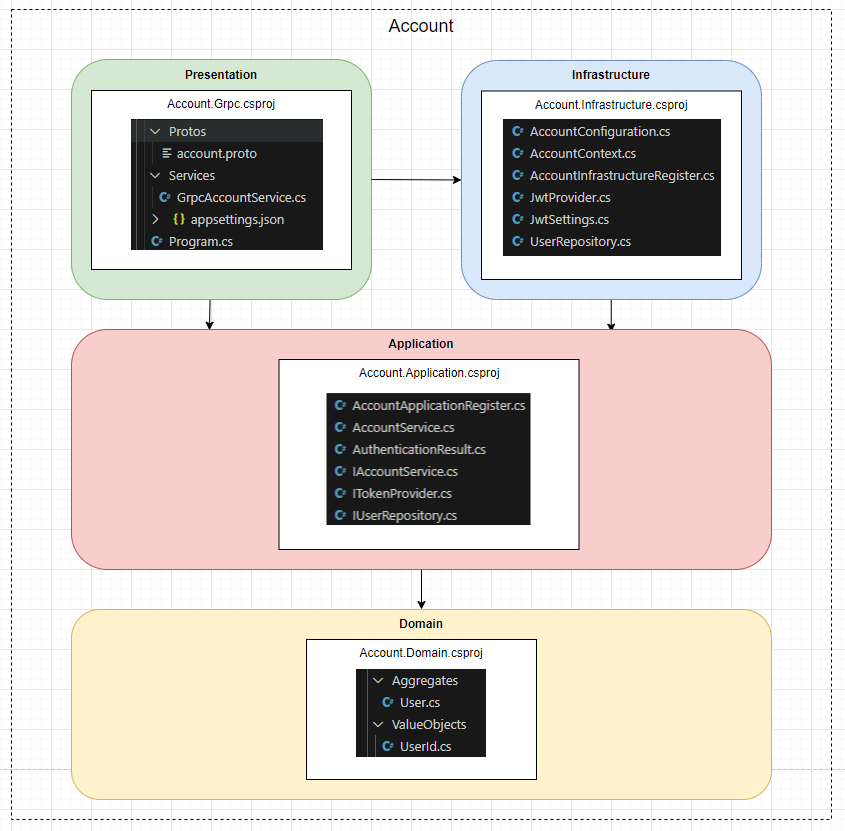 Account
Presentation
Account.Grpc.csproj
Protos
account.proto
Services
C# GrpcAccountService.cs
{} appsettings.json
C# Program.cs
Infrastructure
Account.Infrastructure.csproj
C# AccountConfiguration.cs
C# AccountContext.cs
C# AccountInfrastructureRegister.cs
C# JwtProvider.cs
C# JwtSettings.cs
C# UserRepository.cs
Application
Account.Application.csproj
C# AccountApplicationRegister.cs
C# AccountService.cs
C# AuthenticationResult.cs
C# IAccountService.cs
C# ITokenProvider.cs
C# IUserRepository.cs
Domain
Account.Domain.csproj
Aggregates
C# User.cs
ValueObjects
C# UserId.cs